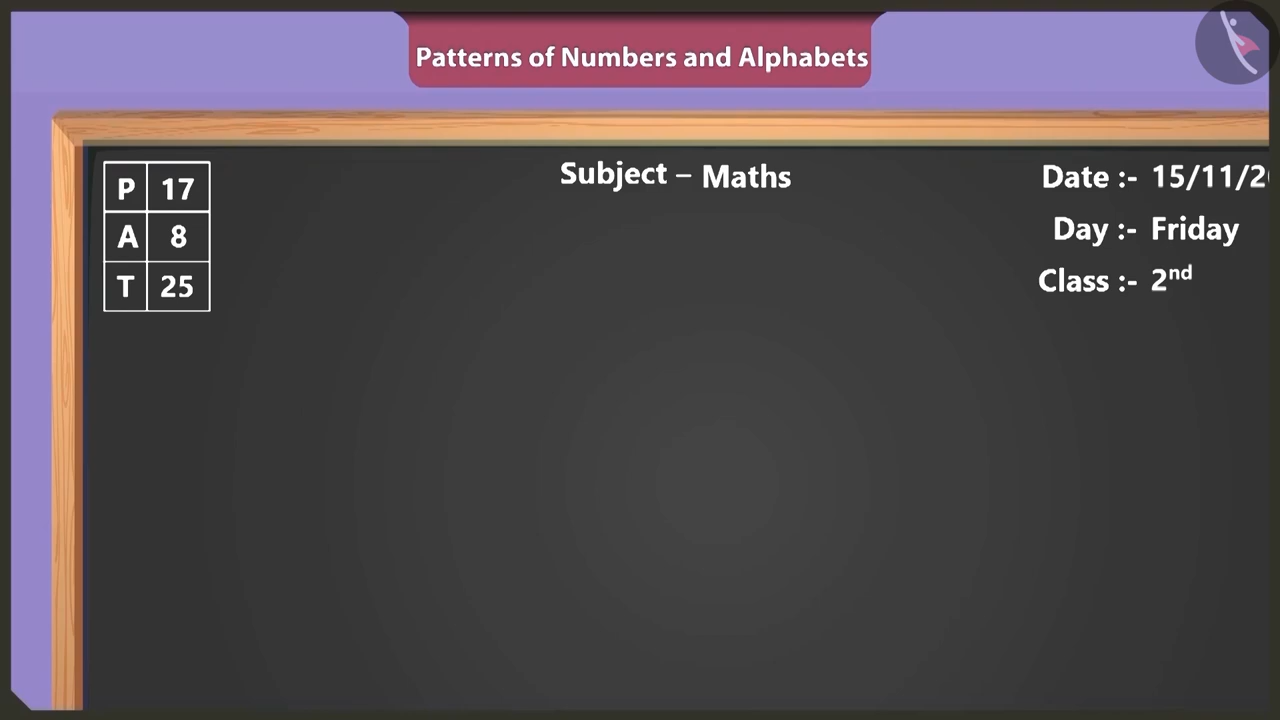 Patterns of Numbers and Alphabets
P 17
A 8
T 25
Subject – Maths
Date :- 15/11/2
Day :- Friday
Class :- 2nd